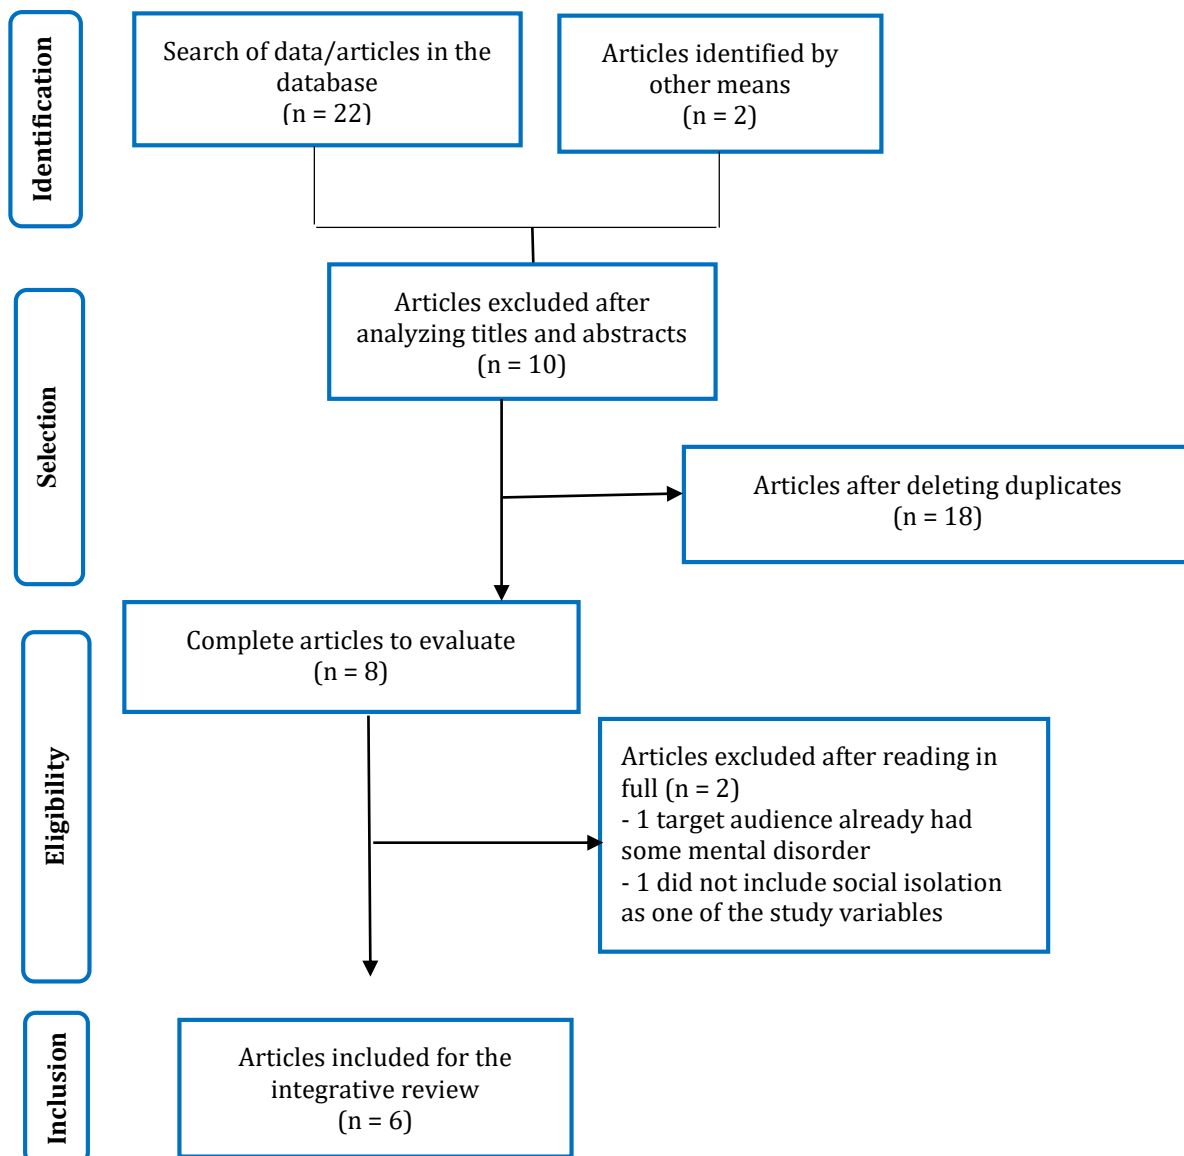 Identification
Search of data/articles in the
database
(n = 22)
Articles identified by
other means
(n = 2)
Selection
Articles excluded after
analyzing titles and abstracts
(n = 10)
Articles after deleting duplicates
(n = 18)
Eligibility
Complete articles to evaluate
(n = 8)
Articles excluded after reading in
full (n = 2)
- 1 target audience already had
some mental disorder
- 1 did not include social isolation
as one of the study variables
Inclusion
Articles included for the
integrative review
(n = 6)